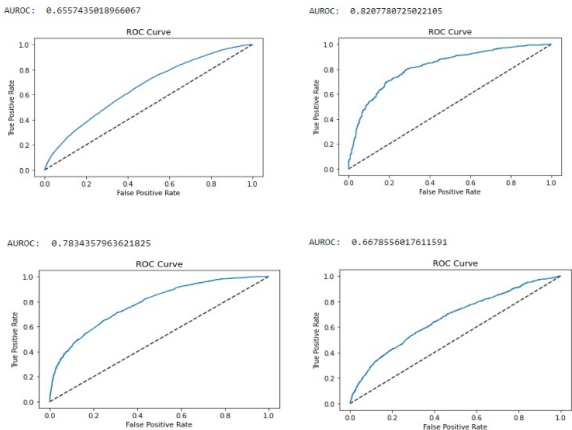 AUROC: 0.6557435018966067
ROC Curve
True Positive Rate
1.0
0.8
0.6
0.4
0.2
0.0
0.0 0.2 0.4 0.6 0.8 1.0
False Positive Rate
AUROC: 0.8207780725022105
ROC Curve
True Positive Rate
1.0
0.8
0.6
0.4
0.2
0.0
0.0 0.2 0.4 0.6 0.8 1.0
False Positive Rate
AUROC: 0.7834357963621825
ROC Curve
True Positive Rate
1.0
0.8
0.6
0.4
0.2
0.0
0.0 0.2 0.4 0.6 0.8 1.0
False Positive Rate
AUROC: 0.6678556017611591
ROC Curve
True Positive Rate
1.0
0.8
0.6
0.4
0.2
0.0
0.0 0.2 0.4 0.6 0.8 1.0
False Positive Rate